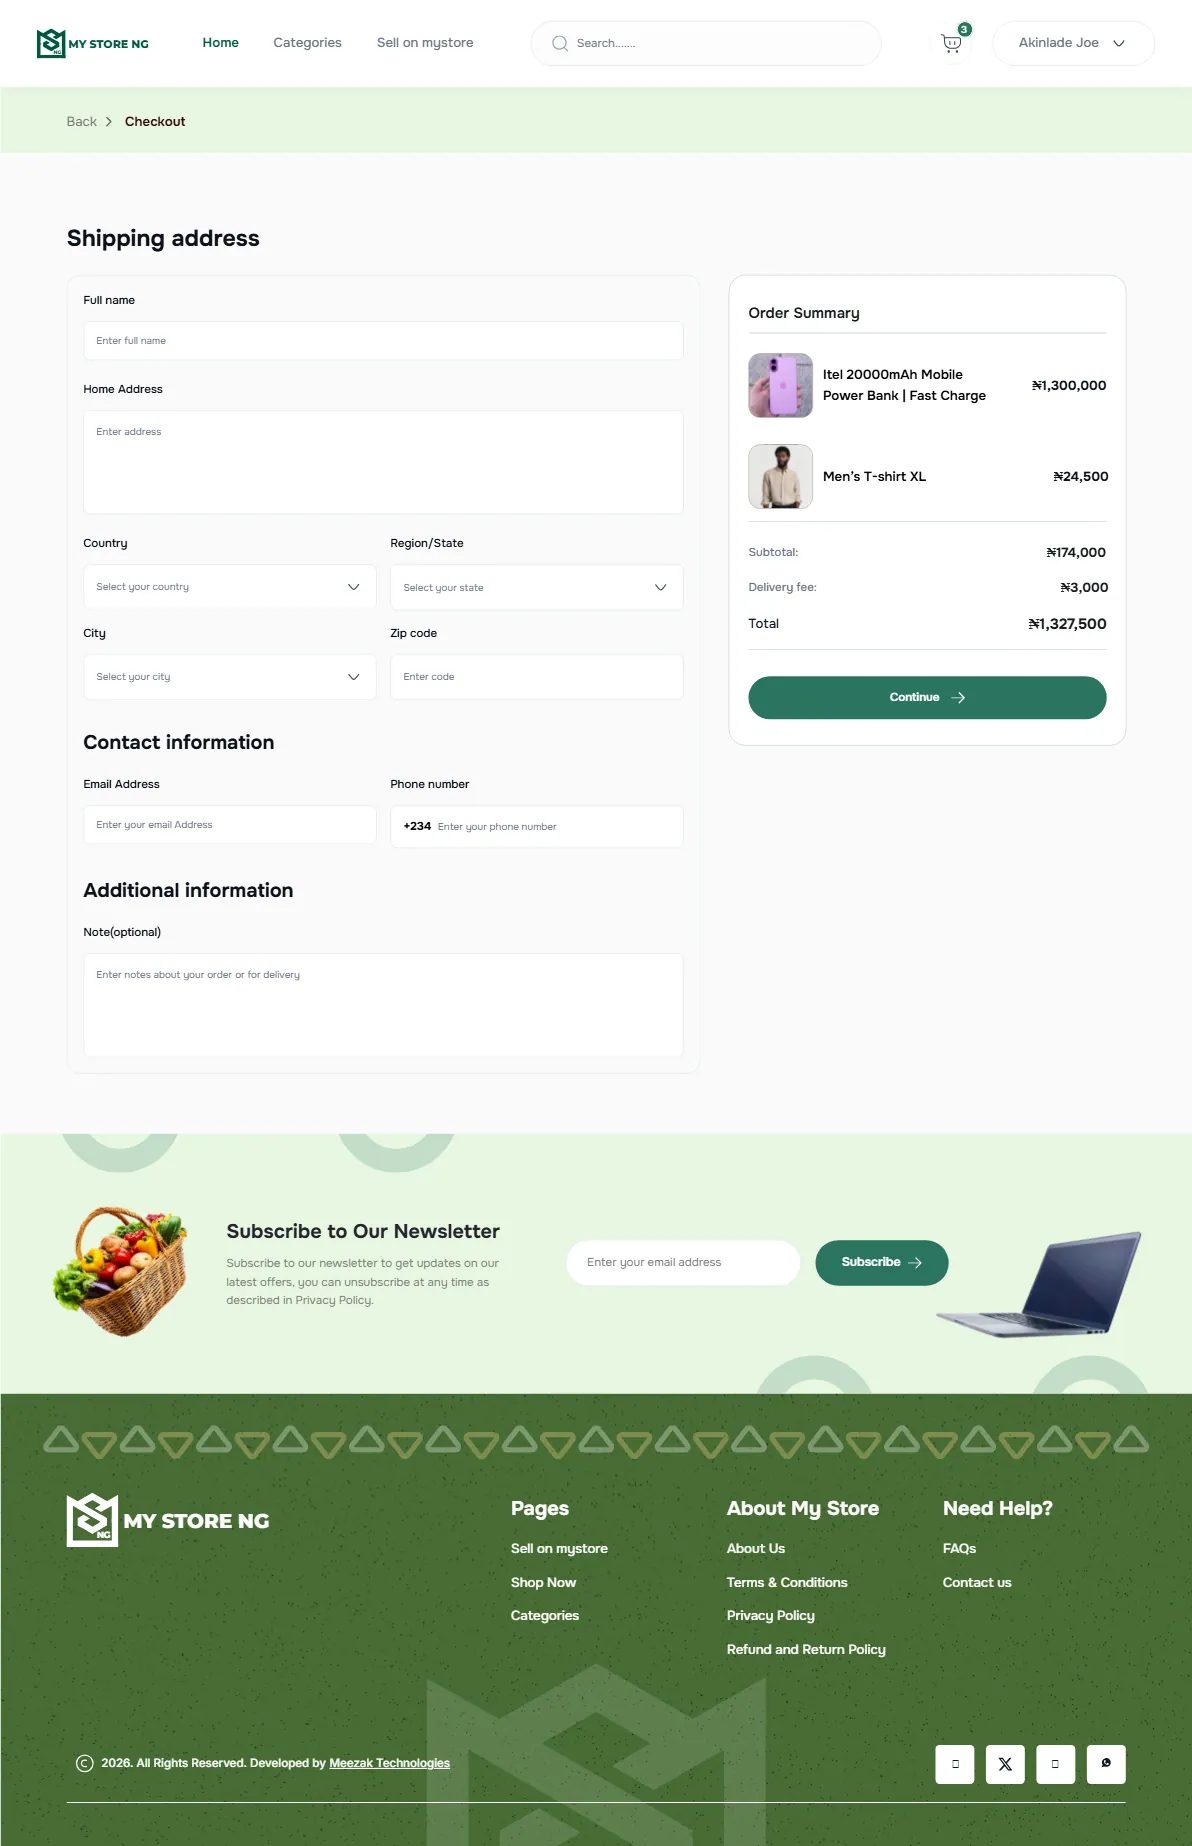 MY STORE NG
Home
Categories
Sell on mystore
Search.......
3
Akinlade Joe
Back
Checkout
Shipping address
Full name
Enter full name
Home Address
Enter address
Country
Region/State
Select your country
Select your state
City
Zip code
Select your city
Enter code
Contact information
Email Address
Phone number
Enter your email Address
+234 Enter your phone number
Additional information
Note(optional)
Enter notes about your order or for delivery
Order Summary
Itel 20000mAh Mobile
Power Bank | Fast Charge
₦1,300,000
Men’s T-shirt XL
₦24,500
Subtotal:
₦174,000
Delivery fee:
₦3,000
Total
₦1,327,500
Continue
Subscribe to Our Newsletter
Subscribe to our newsletter to get updates on our
latest offers, you can unsubscribe at any time as
described in Privacy Policy.
Enter your email address
Subscribe
NG
MY STORE NG
Pages
Sell on mystore
Shop Now
Categories
About My Store
About Us
Terms & Conditions
Privacy Policy
Refund and Return Policy
Need Help?
FAQs
Contact us
© 2026. All Rights Reserved. Developed by Meezak Technologies